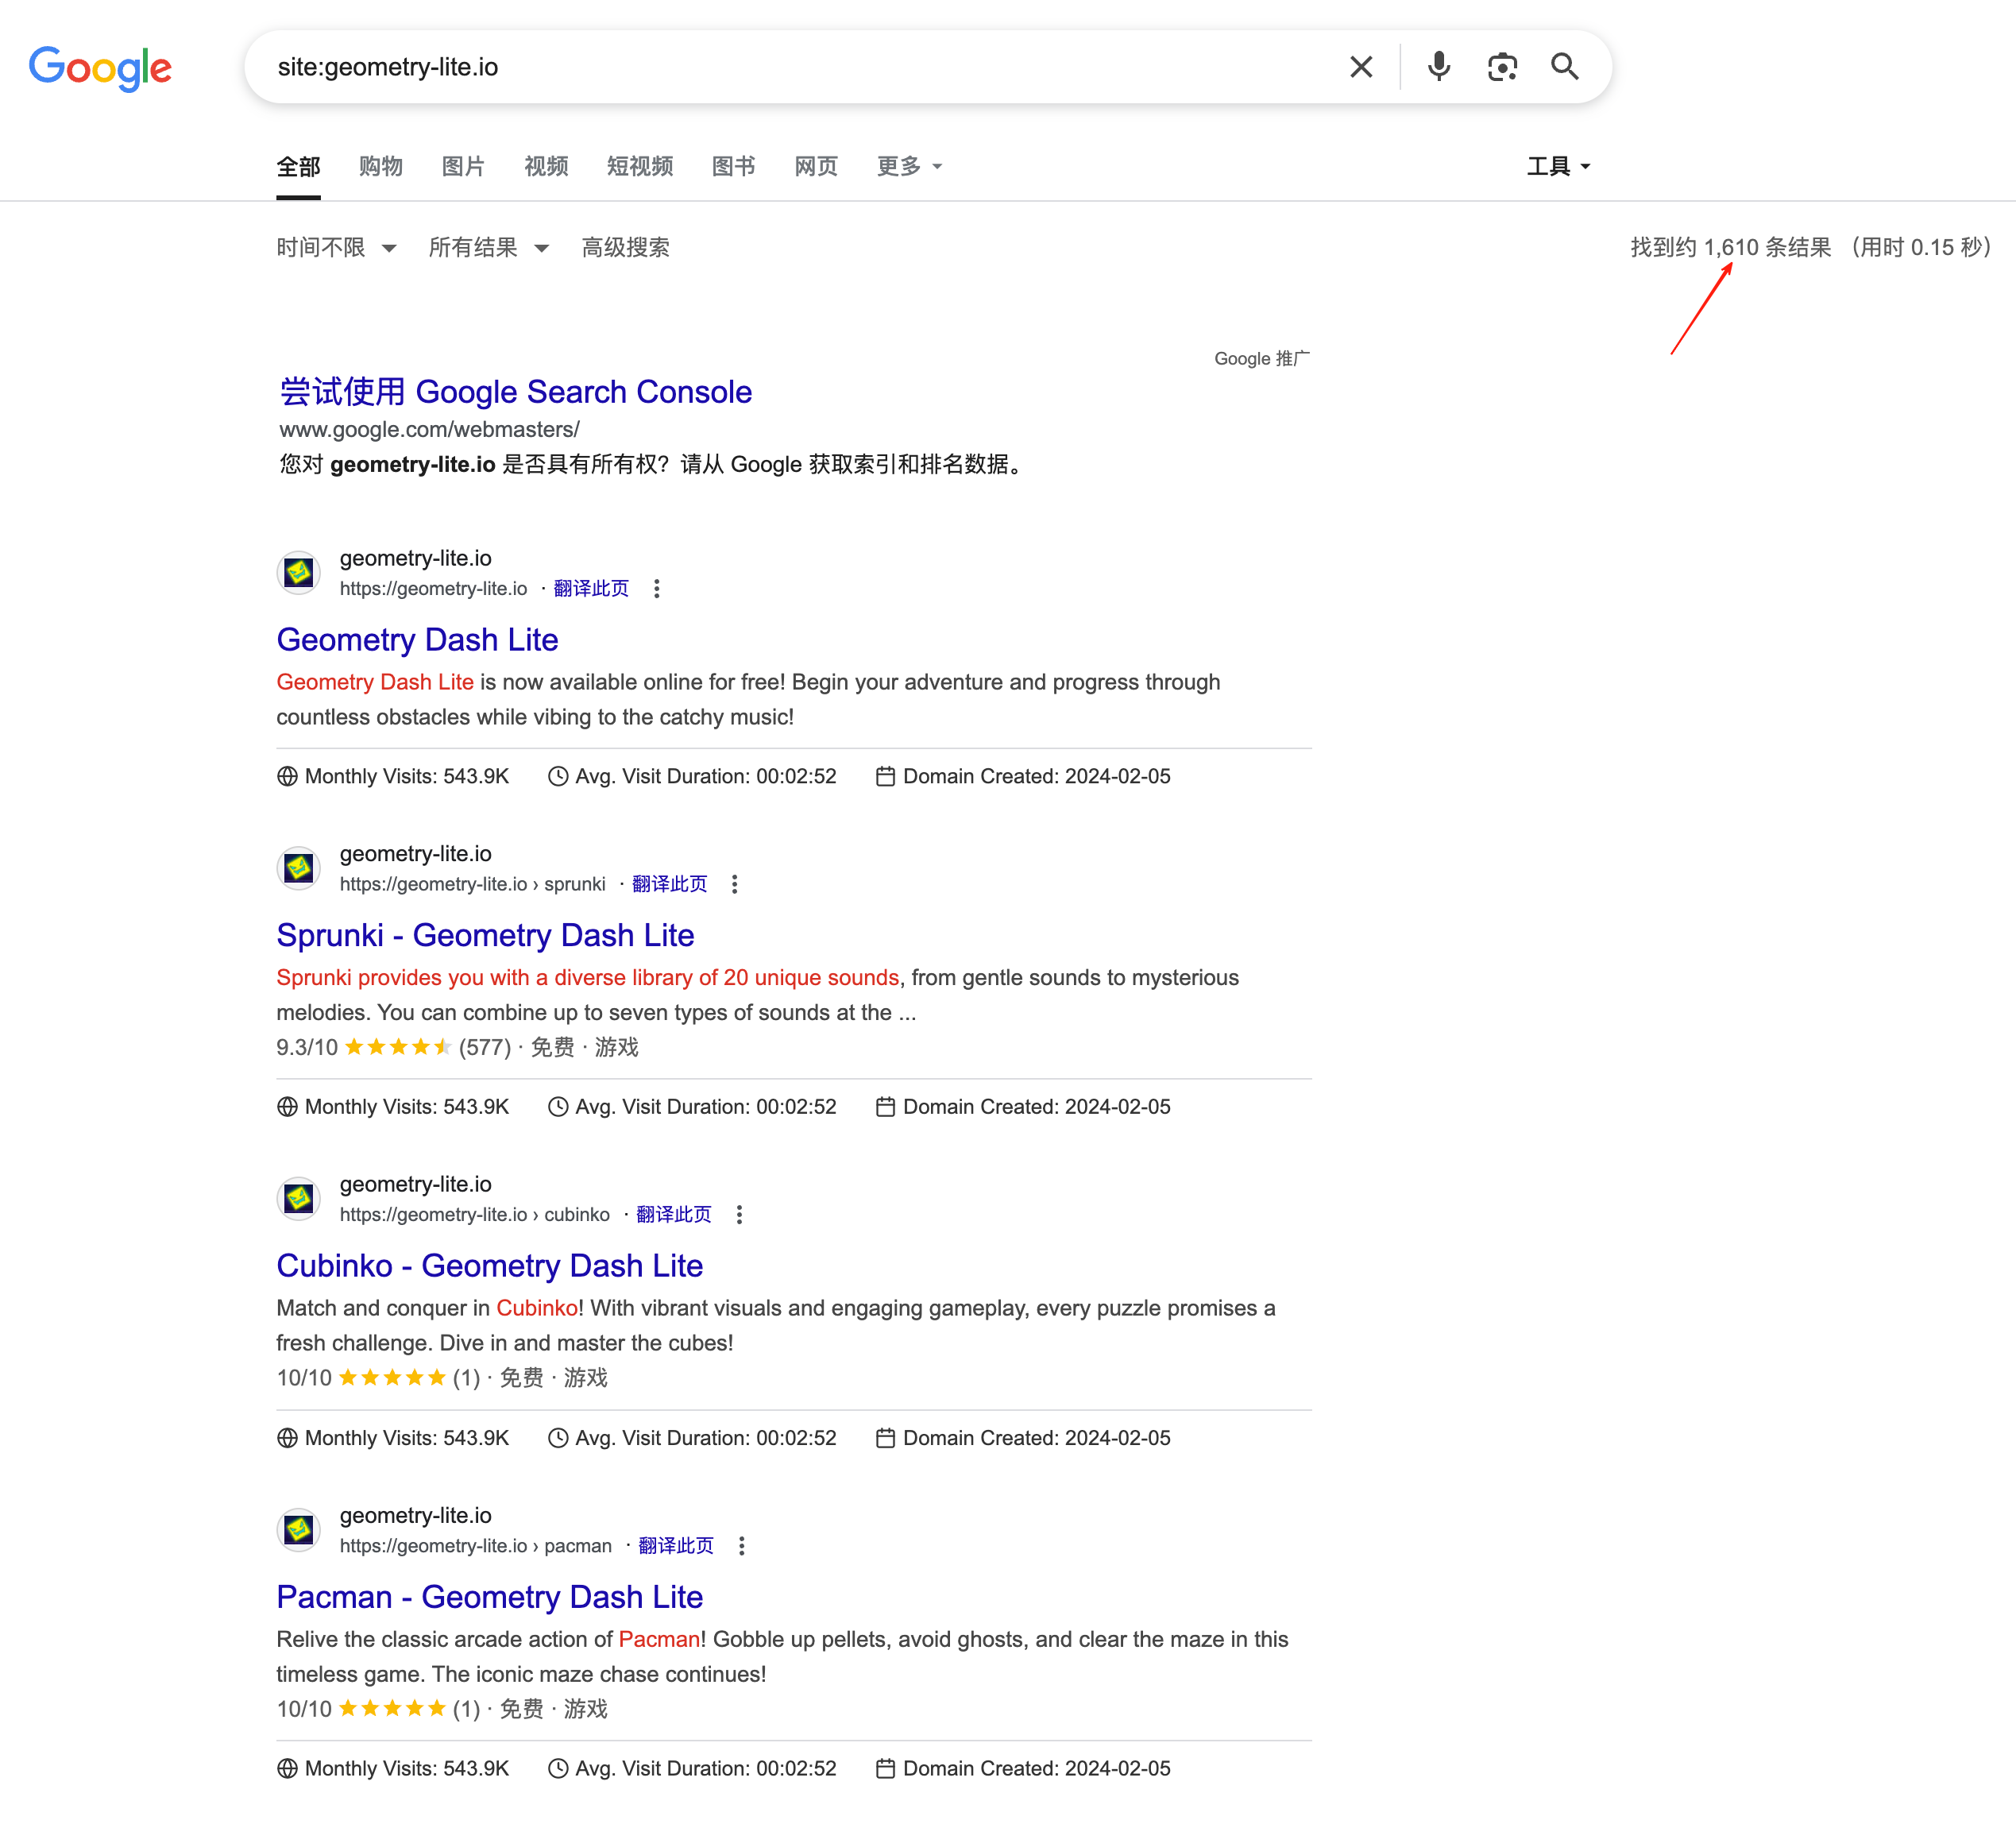 Google
site:geometry-lite.io
全部 购物 图片 视频 短视频 图书 网页 更多 工具
时间不限 所有结果 高级搜索 找到约 1,610 条结果 （用时 0.15 秒）
Google 推广
尝试使用 Google Search Console
www.google.com/webmasters/
您对 geometry-lite.io 是否具有所有权？请从 Google 获取索引和排名数据。
geometry-lite.io
https://geometry-lite.io · 翻译此页
Geometry Dash Lite
Geometry Dash Lite is now available online for free! Begin your adventure and progress through
countless obstacles while vibing to the catchy music!
Monthly Visits: 543.9K Avg. Visit Duration: 00:02:52 Domain Created: 2024-02-05
geometry-lite.io
https://geometry-lite.io › sprunki · 翻译此页
Sprunki - Geometry Dash Lite
Sprunki provides you with a diverse library of 20 unique sounds, from gentle sounds to mysterious
melodies. You can combine up to seven types of sounds at the ...
9.3/10 (577) · 免费 · 游戏
Monthly Visits: 543.9K Avg. Visit Duration: 00:02:52 Domain Created: 2024-02-05
geometry-lite.io
https://geometry-lite.io › cubinko · 翻译此页
Cubinko - Geometry Dash Lite
Match and conquer in Cubinko! With vibrant visuals and engaging gameplay, every puzzle promises a
fresh challenge. Dive in and master the cubes!
10/10 (1) · 免费 · 游戏
Monthly Visits: 543.9K Avg. Visit Duration: 00:02:52 Domain Created: 2024-02-05
geometry-lite.io
https://geometry-lite.io › pacman · 翻译此页
Pacman - Geometry Dash Lite
Relive the classic arcade action of Pacman! Gobble up pellets, avoid ghosts, and clear the maze in this
timeless game. The iconic maze chase continues!
10/10 (1) · 免费 · 游戏
Monthly Visits: 543.9K Avg. Visit Duration: 00:02:52 Domain Created: 2024-02-05